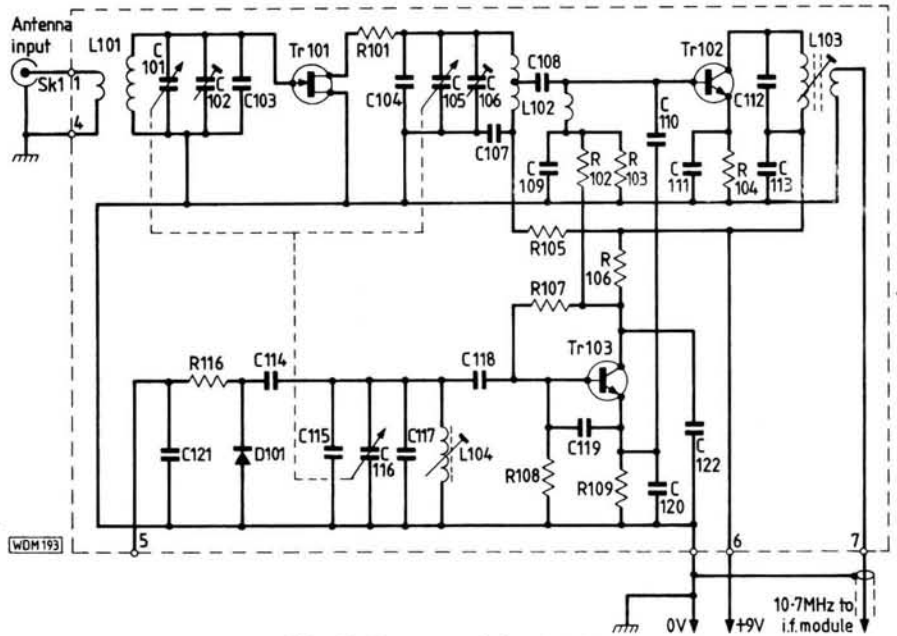 Antenna
input
Sk1
1
4
L101
C
101
C
102
C103
Tr101
R101
C104
C
105
C
106
C107
L102
C108
C
109
R
102
R
103
C
110
Tr102
C
111
R
104
C112
C
113
L103
R105
R
106
R107
Tr103
R116
C114
C118
C121
D101
C115
C
116
C117
L104
R108
C119
R109
C
120
C
122
WDM193
5
6
7
0V
+9V
10·7MHz to
i.f. module